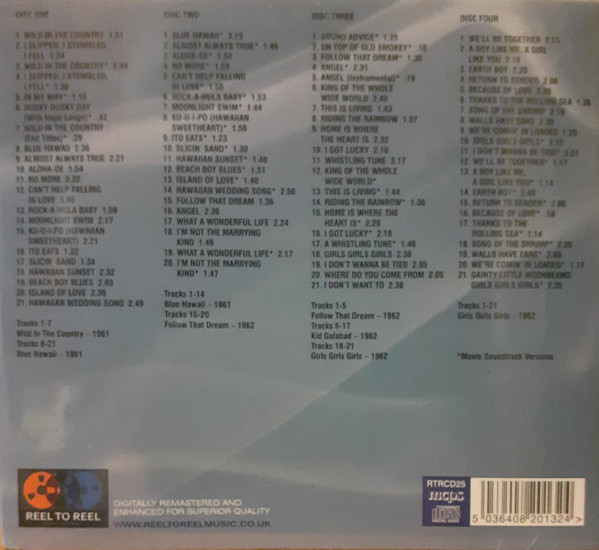 DISC ONE
1. WILD IN THE COUNTRY 1.51
2. I SLIPPED, I STUMBLED,
I FELL 1.34
3. WILD IN THE COUNTRY* 1.44
4. I SLIPPED, I STUMBLED,
I FELL* 1.30
5. IN MY WAY* 1.16
6. HUSKY DUSKY DAY
(With Hope Lange)* .42
7. WILD IN THE COUNTRY
(End Titles)* .29
8. BLUE HAWAII 2.36
9. ALMOST ALWAYS TRUE 2.21
10. ALOHA-OE 1.54
11. NO MORE 2.22
12. CAN'T HELP FALLING
IN LOVE 3.00
13. ROCK-A-HULA BABY 1.59
14. MOONLIGHT SWIM 2.17
15. KU-U-I-PO (HAWAIIAN
SWEETHEART) 2.21
16. ITO EATS 1.22
17. SLICIN' SAND 1.34
18. HAWAIIAN SUNSET 2.32
19. BEACH BOY BLUES 2.03
20. ISLAND OF LOVE 2.39
21. HAWAIIAN WEDDING SONG 2.49
Tracks 1-7
Wild In The Country – 1961
Tracks 8-21
Blue Hawaii – 1961
DISC TWO
1. BLUE HAWAII* 3.19
2. ALMOST ALWAYS TRUE* 1.46
3. ALOHA-OE* 1.52
4. NO MORE* 1.53
5. CAN'T HELP FALLING
IN LOVE* 1.55
6. ROCK-A-HULA BABY* 1.53
7. MOONLIGHT SWIM* 1.44
8. KU-U-I-PO (HAWAIIAN
SWEETHEART)* 1.50
9. ITO EATS* 1.23
10. SLICIN' SAND* 1.30
11. HAWAIIAN SUNSET* 1.46
12. BEACH BOY BLUES* 1.51
13. ISLAND OF LOVE* 1.40
14. HAWAIIAN WEDDING SONG* 2.56
15. FOLLOW THAT DREAM 1.36
16. ANGEL 2.36
17. WHAT A WONDERFUL LIFE 2.24
18. I'M NOT THE MARRYING
KIND 1.49
19. WHAT A WONDERFUL LIFE* 2.17
20. I'M NOT THE MARRYING
KIND* 1.47
Tracks 1-14
Blue Hawaii – 1961
Tracks 15-20
Follow That Dream – 1962
DISC THREE
1. SOUND ADVICE* 1.25
2. ON TOP OF OLD SMOKEY* .16
3. FOLLOW THAT DREAM* 1.36
4. ANGEL* 2.31
5. ANGEL (Instrumental)* .19
6. KING OF THE WHOLE
WIDE WORLD 2.40
7. THIS IS LIVING 1.43
8. RIDING THE RAINBOW 1.37
9. HOME IS WHERE
THE HEART IS 2.32
10. I GOT LUCKY 2.16
11. WHISTLING TUNE 3.17
12. KING OF THE WHOLE
WIDE WORLD*
13. THIS IS LIVING* 1.44
14. RIDING THE RAINBOW* 1.36
15. HOME IS WHERE THE
HEART IS* 2.29
16. I GOT LUCKY* 2.18
17. A WHISTLING TUNE* 1.46
18. GIRLS GIRLS GIRLS 2.30
19. I DON'T WANNA BE TIED 2.05
20. WHERE DO YOU COME FROM 2.05
21. I DON'T WANT TO 2.38
Tracks 1-5
Follow That Dream – 1962
Tracks 6-17
Kid Galahad – 1962
Tracks 18-21
Girls Girls Girls – 1962
DISC FOUR
1. WE'LL BE TOGETHER 2.15
2. A BOY LIKE ME, A GIRL
LIKE YOU 2.18
3. EARTH BOY 2.26
4. RETURN TO SENDER 2.06
5. BECAUSE OF LOVE 2.35
6. THANKS TO THE ROLLING SEA 1.38
7. SONG OF THE SHRIMP 2.19
8. WALLS HAVE EARS 2.35
9. WE'RE COMIN' IN LOADED 1.29
10. GIRLS GIRLS GIRLS* 2.15
11. I DON'T WANNA BE TIED* 2.01
12. WE'LL BE TOGETHER* 1.17
13. A BOY LIKE ME,
A GIRL LIKE YOU* 1.14
14. EARTH BOY* 2.40
15. RETURN TO SENDER* 2.06
16. BECAUSE OF LOVE* .58
17. THANKS TO THE
ROLLING SEA* 1.14
18. SONG OF THE SHRIMP* 2.20
19. WALLS HAVE EARS* 2.05
20. WE'RE COMIN' IN LOADED* 1.17
21. DAINTY LITTLE MOONBEAMS
GIRLS GIRLS GIRLS* 2.35
Tracks 1-21
Girls Girls Girls – 1962
*Movie Soundtrack Versions
REEL TO REEL
DIGITALLY REMASTERED AND
ENHANCED FOR SUPERIOR QUALITY
WWW.REELTOREELMUSIC.CO.UK
RTRCD25
mcps
5 036408 201324 >